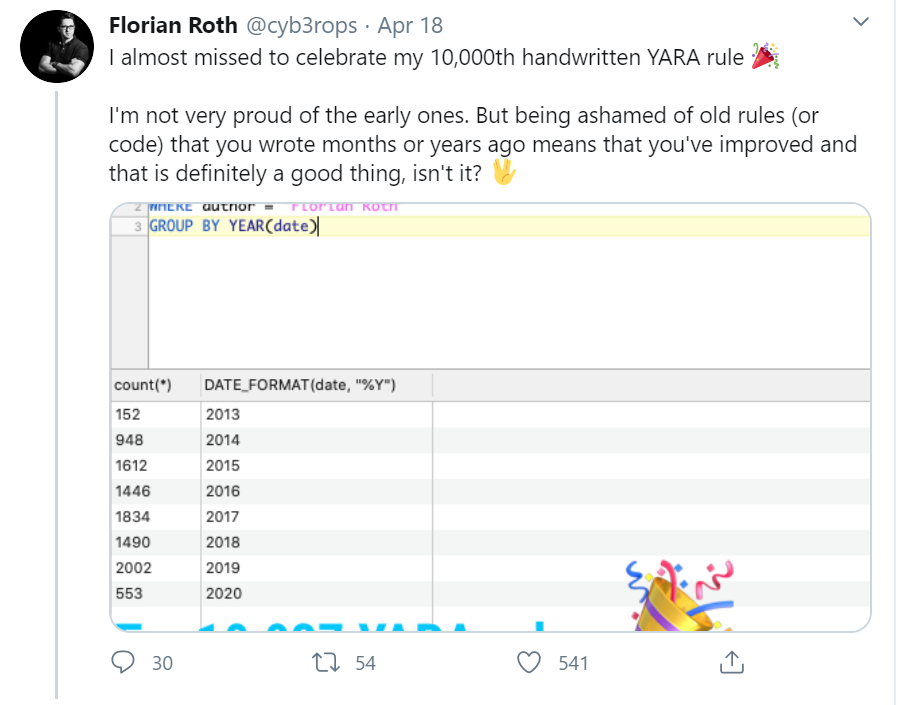 Florian Roth @cyb3rops · Apr 18
I almost missed to celebrate my 10,000th handwritten YARA rule 🎉
I'm not very proud of the early ones. But being ashamed of old rules (or
code) that you wrote months or years ago means that you've improved and
that is definitely a good thing, isn't it? 🖖
2 WHERE author = "Florian Roth"
3 GROUP BY YEAR(date)
count(*) DATE_FORMAT(date, "%Y")
152 2013
948 2014
1612 2015
1446 2016
1834 2017
1490 2018
2002 2019
553 2020
30 54 541